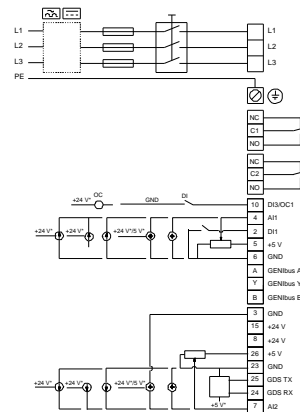 L1 L1
L2 L2
L3 L3
PE
NC
C1
NO
NC
C2
NO
+24 V* OC GND DI 10 DI3/OC1
4 AI1
+24 V* +24 V* +24 V*/5 V* 2 DI1
5 +5 V
6 GND
A GENIbus A
Y GENIbus Y
B GENIbus B
3 GND
15 +24 V
8 +24 V
26 +5 V
23 GND
25 GDS TX
+24 V* +24 V* +24 V*/5 V* 24 GDS RX
+5 V* 7 AI2